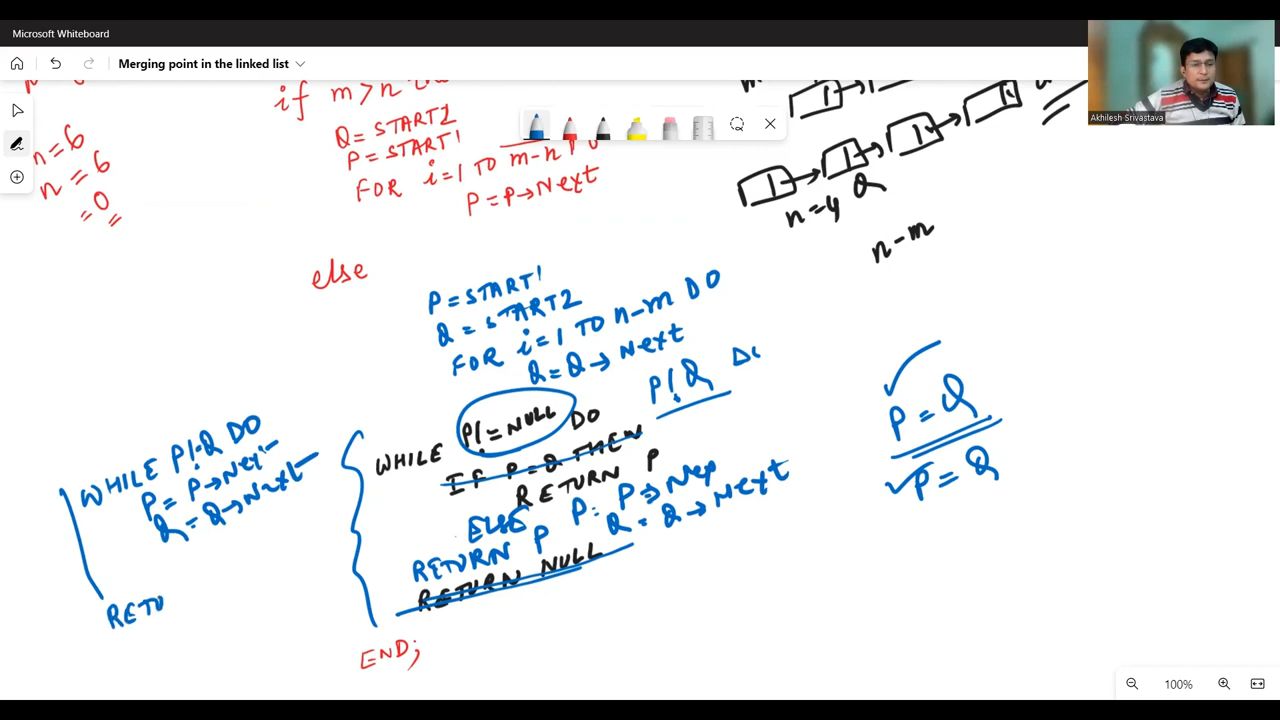 Microsoft Whiteboard
Merging point in the linked list
Akhilesh Srivastava
n=6
n=6
=0
if m>n
Q=START2
P=START1
FOR i=1 TO m-n
P=P→Next
n=4
Q
n-m
else
P=START1
Q=START2
FOR i=1 TO n-m DO
Q=Q→Next
P!Q
WHILE P!=NULL DO
IF P=Q THEN
RETURN P
ELSE P=P→Nex
Q=Q→Next
RETURN P
RETURN NULL
END;
WHILE P!=Q DO
P=P→Next
Q=Q→Next
RETU
P=Q
P=Q
100%